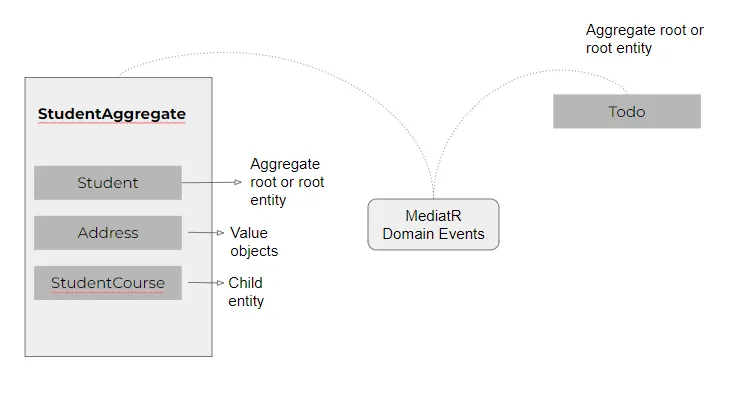 Aggregate root or
root entity
StudentAggregate
Todo
Student
Aggregate
root or root
entity
Address
Value
objects
MediatR
Domain Events
StudentCourse
Child
entity